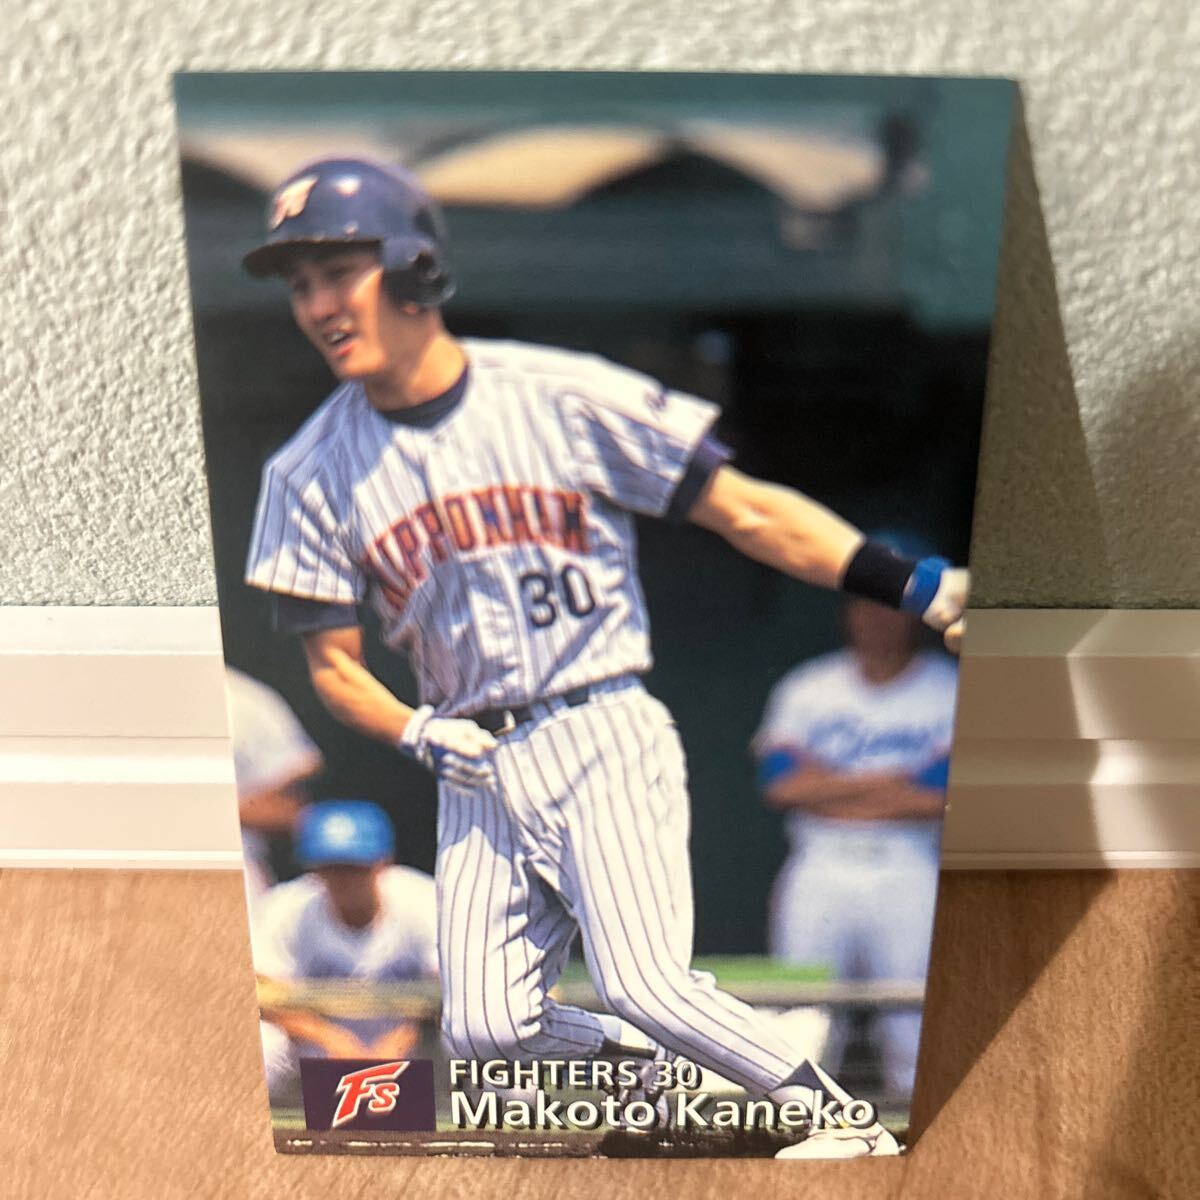 NIPPONHAM
30
Fs
FIGHTERS 30
Makoto Kaneko